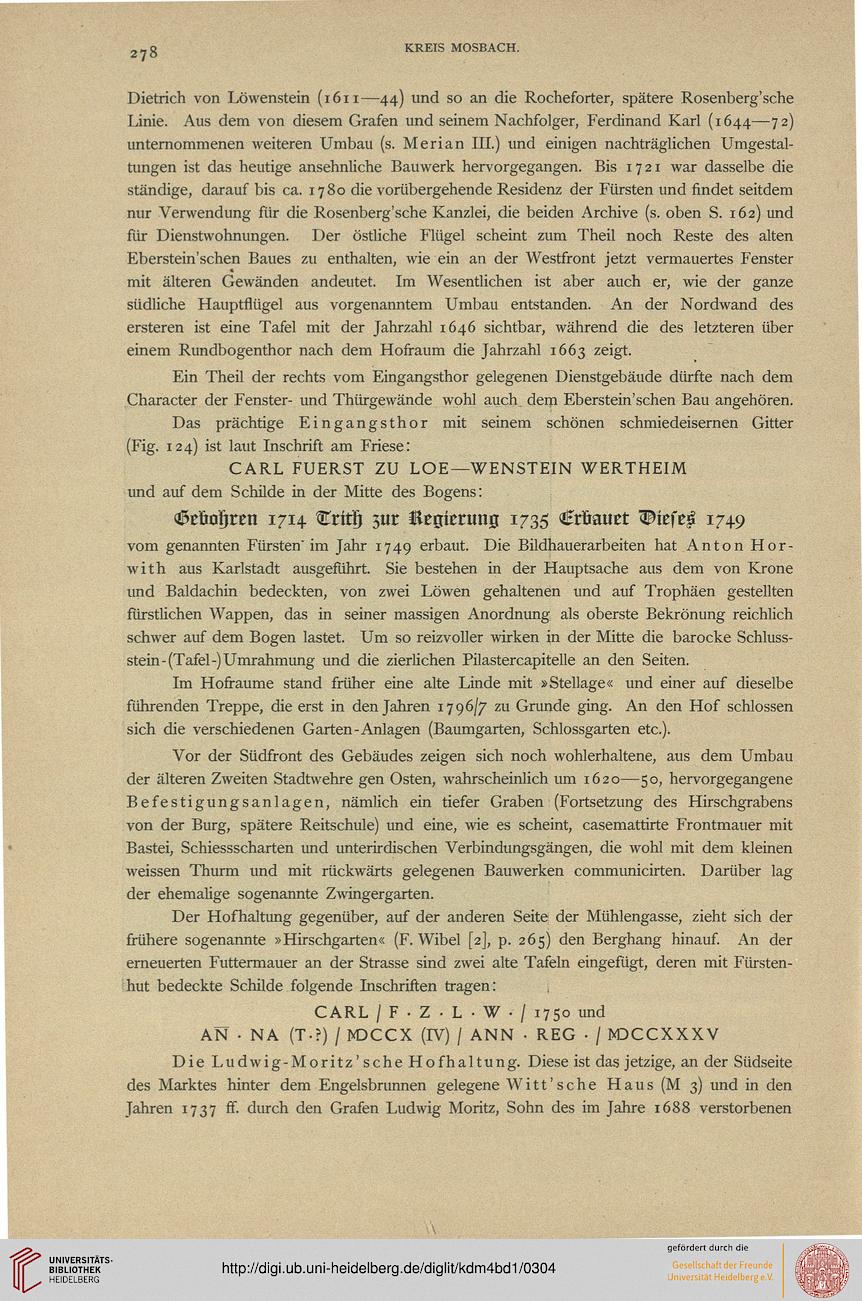 278
KREIS MOSBACH.
Dietrich von Löwenstein (1611—44) und so an die Rocheforter, spätere Rosenberg'sche
Linie. Aus dem von diesem Grafen und seinem Nachfolger, Ferdinand Karl (1644—72)
unternommenen weiteren Umbau (s. Merian III.) und einigen nachträglichen Umgestal-
tungen ist das heutige ansehnliche Bauwerk hervorgegangen. Bis 1721 war dasselbe die
ständige, darauf bis ca. 1780 die vorübergehende Residenz der Fürsten und findet seitdem
nur Verwendung für die Rosenberg'sche Kanzlei, die beiden Archive (s. oben S. 162) und
für Dienstwohnungen. Der östliche Flügel scheint zum Theil noch Reste des alten
Eberstein'schen Baues zu enthalten, wie ein an der Westfront jetzt vermauertes Fenster
mit älteren Gewänden andeutet. Im Wesentlichen ist aber auch er, wie der ganze
südliche Hauptflügel aus vorgenanntem Umbau entstanden. An der Nordwand des
ersteren ist eine Tafel mit der Jahrzahl 1646 sichtbar, während die des letzteren über
einem Rundbogenthor nach dem Hofraum die Jahrzahl 1663 zeigt.
Ein Theil der rechts vom Eingangsthor gelegenen Dienstgebäude dürfte nach dem
Character der Fenster- und Thürgewände wohl auch dem Eberstein'schen Bau angehören.
Das prächtige Eingangsthor mit seinem schönen schmiedeisernen Gitter
(Fig. 124) ist laut Inschrift am Friese:
CARL FUERST ZU LOE—WENSTEIN WERTHEIM
und auf dem Schilde in der Mitte des Bogens:
Gebohren 1714 Trith zur Regierung 1735 Erbauet Dieses 1749
vom genannten Fürsten im Jahr 1749 erbaut. Die Bildhauerarbeiten hat Anton Hor-
with aus Karlstadt ausgeführt. Sie bestehen in der Hauptsache aus dem von Krone
und Baldachin bedeckten, von zwei Löwen gehaltenen und auf Trophäen gestellten
fürstlichen Wappen, das in seiner massigen Anordnung als oberste Bekrönung reichlich
schwer auf dem Bogen lastet. Um so reizvoller wirken in der Mitte die barocke Schluss-
stein-(Tafel-)Umrahmung und die zierlichen Pilastercapitelle an den Seiten.
Im Hofraume stand früher eine alte Linde mit »Stellage« und einer auf dieselbe
führenden Treppe, die erst in den Jahren 1796/7 zu Grunde ging. An den Hof schlossen
sich die verschiedenen Garten-Anlagen (Baumgarten, Schlossgarten etc.).
Vor der Südfront des Gebäudes zeigen sich noch wohlerhaltene, aus dem Umbau
der älteren Zweiten Stadtwehre gen Osten, wahrscheinlich um 1620—50, hervorgegangene
Befestigungsanlagen, nämlich ein tiefer Graben (Fortsetzung des Hirschgrabens
von der Burg, spätere Reitschule) und eine, wie es scheint, casemattirte Frontmauer mit
Bastei, Schiessscharten und unterirdischen Verbindungsgängen, die wohl mit dem kleinen
weissen Thurm und mit rückwärts gelegenen Bauwerken communicirten. Darüber lag
der ehemalige sogenannte Zwingergarten.
Der Hofhaltung gegenüber, auf der anderen Seite der Mühlengasse, zieht sich der
frühere sogenannte »Hirschgarten« (F. Wibel [2], p. 265) den Berghang hinauf. An der
erneuerten Futtermauer an der Strasse sind zwei alte Tafeln eingefügt, deren mit Fürsten-
hut bedeckte Schilde folgende Inschriften tragen:
CARL / F · Z · L · W · / 1750 und
AN̄ · NA (T·?) / MDCCX (IV) / ANN · REG · / MDCCXXXV
Die Ludwig-Moritz'sche Hofhaltung. Diese ist das jetzige, an der Südseite
des Marktes hinter dem Engelsbrunnen gelegene Witt'sche Haus (M 3) und in den
Jahren 1737 ff. durch den Grafen Ludwig Moritz, Sohn des im Jahre 1688 verstorbenen
UNIVERSITÄTS-
BIBLIOTHEK
HEIDELBERG
http://digi.ub.uni-heidelberg.de/diglit/kdm4bd1/0304
gefördert durch die
Gesellschaft der Freunde
Universität Heidelberg e.V.